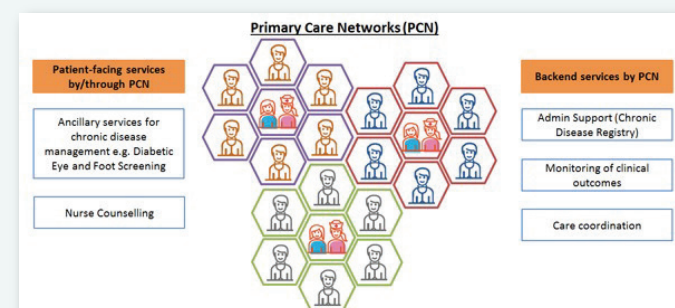 Primary Care Networks (PCN)
Patient-facing services
by/through PCN
Ancillary services for
chronic disease
management e.g. Diabetic
Eye and Foot Screening
Nurse Counselling
Backend services by PCN
Admin Support (Chronic
Disease Registry)
Monitoring of clinical
outcomes
Care coordination